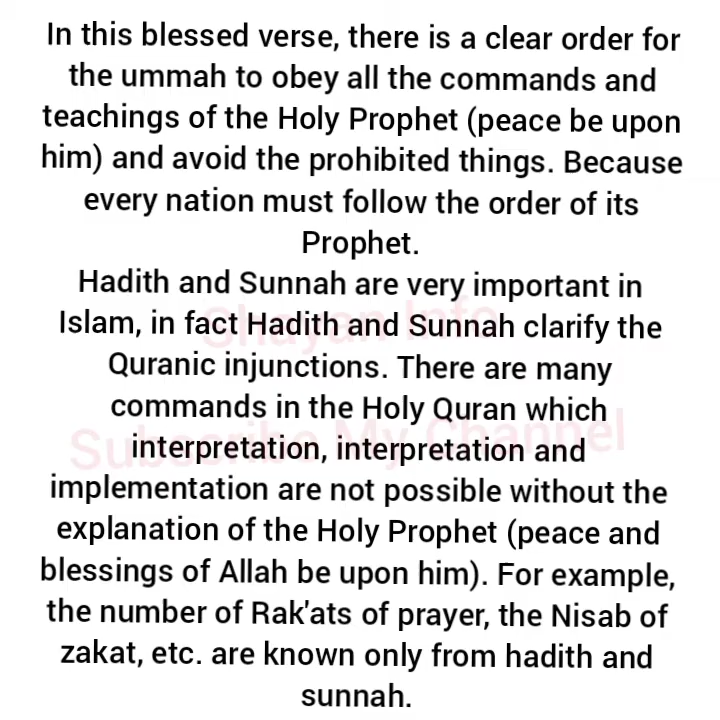 In this blessed verse, there is a clear order for
the ummah to obey all the commands and
teachings of the Holy Prophet (peace be upon
him) and avoid the prohibited things. Because
every nation must follow the order of its
Prophet.
Hadith and Sunnah are very important in
Islam, in fact Hadith and Sunnah clarify the
Quranic injunctions. There are many
commands in the Holy Quran which
interpretation, interpretation and
implementation are not possible without the
explanation of the Holy Prophet (peace and
blessings of Allah be upon him). For example,
the number of Rak'ats of prayer, the Nisab of
zakat, etc. are known only from hadith and
sunnah.
Shayan Info
Subscribe My Channel